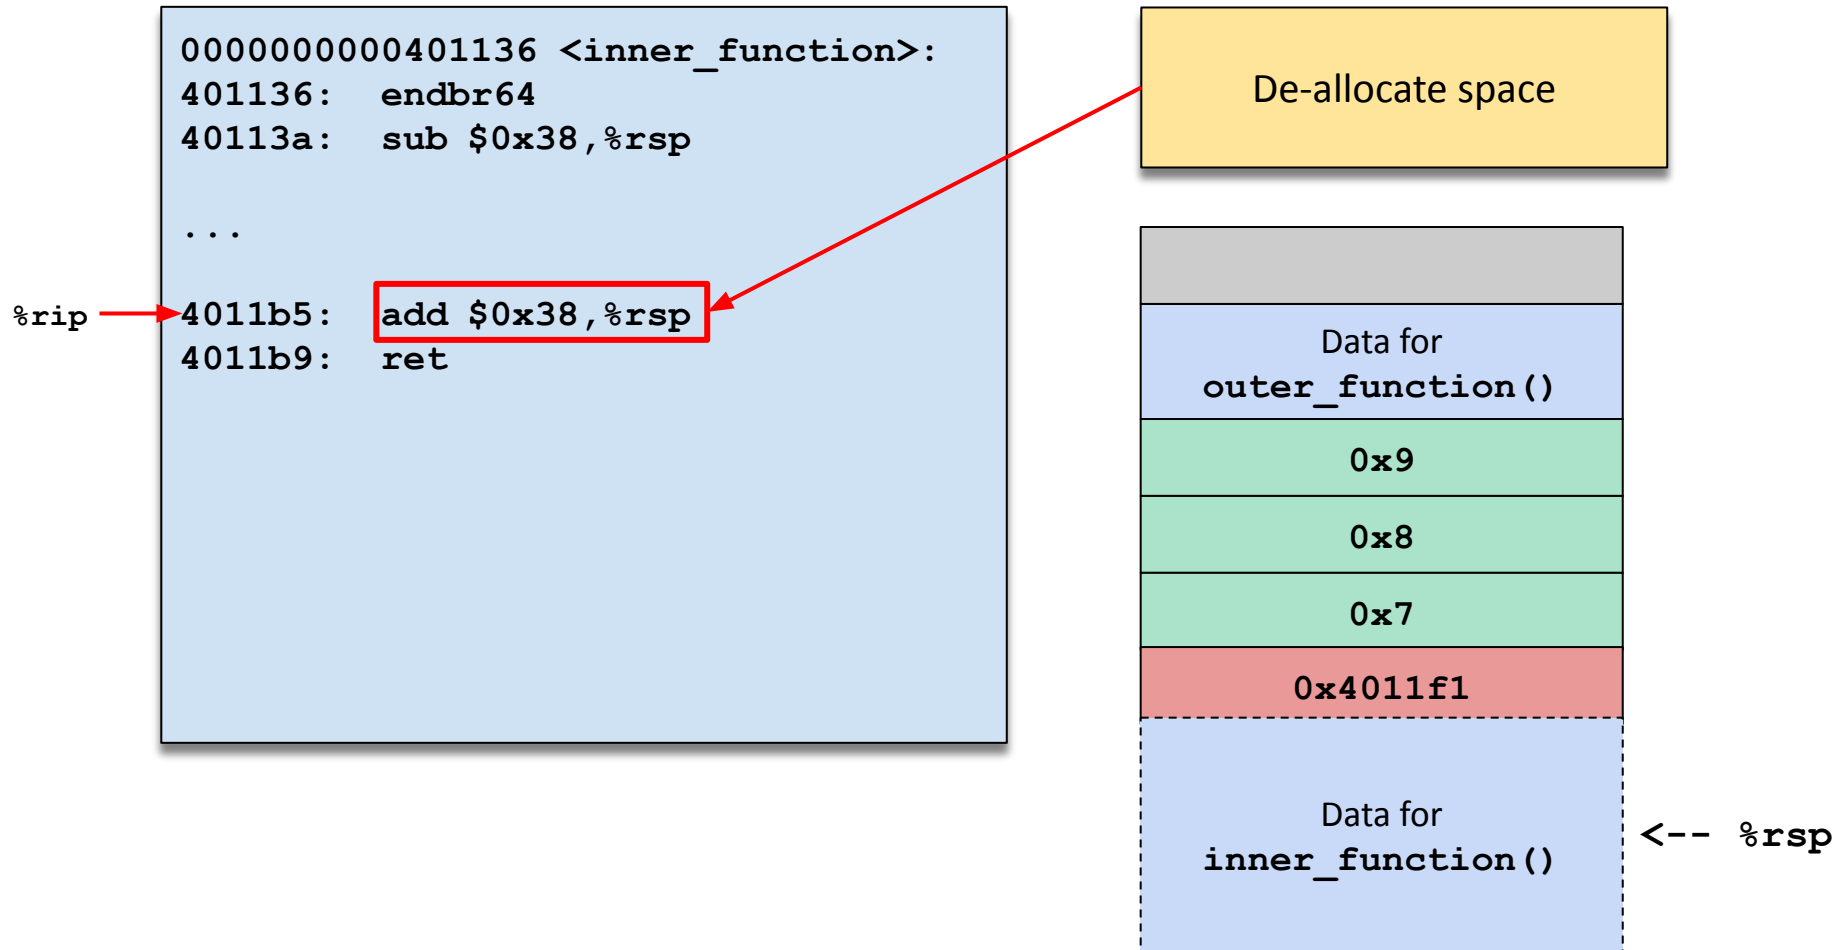 0000000000401136 <inner_function>:
401136: endbr64
40113a: sub $0x38,%rsp
...
%rip
4011b5: add $0x38,%rsp
4011b9: ret
De-allocate space
Data for
outer_function()
0x9
0x8
0x7
0x4011f1
Data for
inner_function()
<-- %rsp